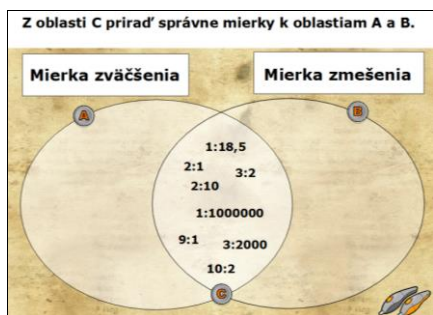 Z oblasti C priraď správne mierky k oblastiam A a B.
Mierka zväčšenia
Mierka zmešenia
A
B
1:18,5
2:1
3:2
2:10
1:1000000
9:1
3:2000
10:2
C